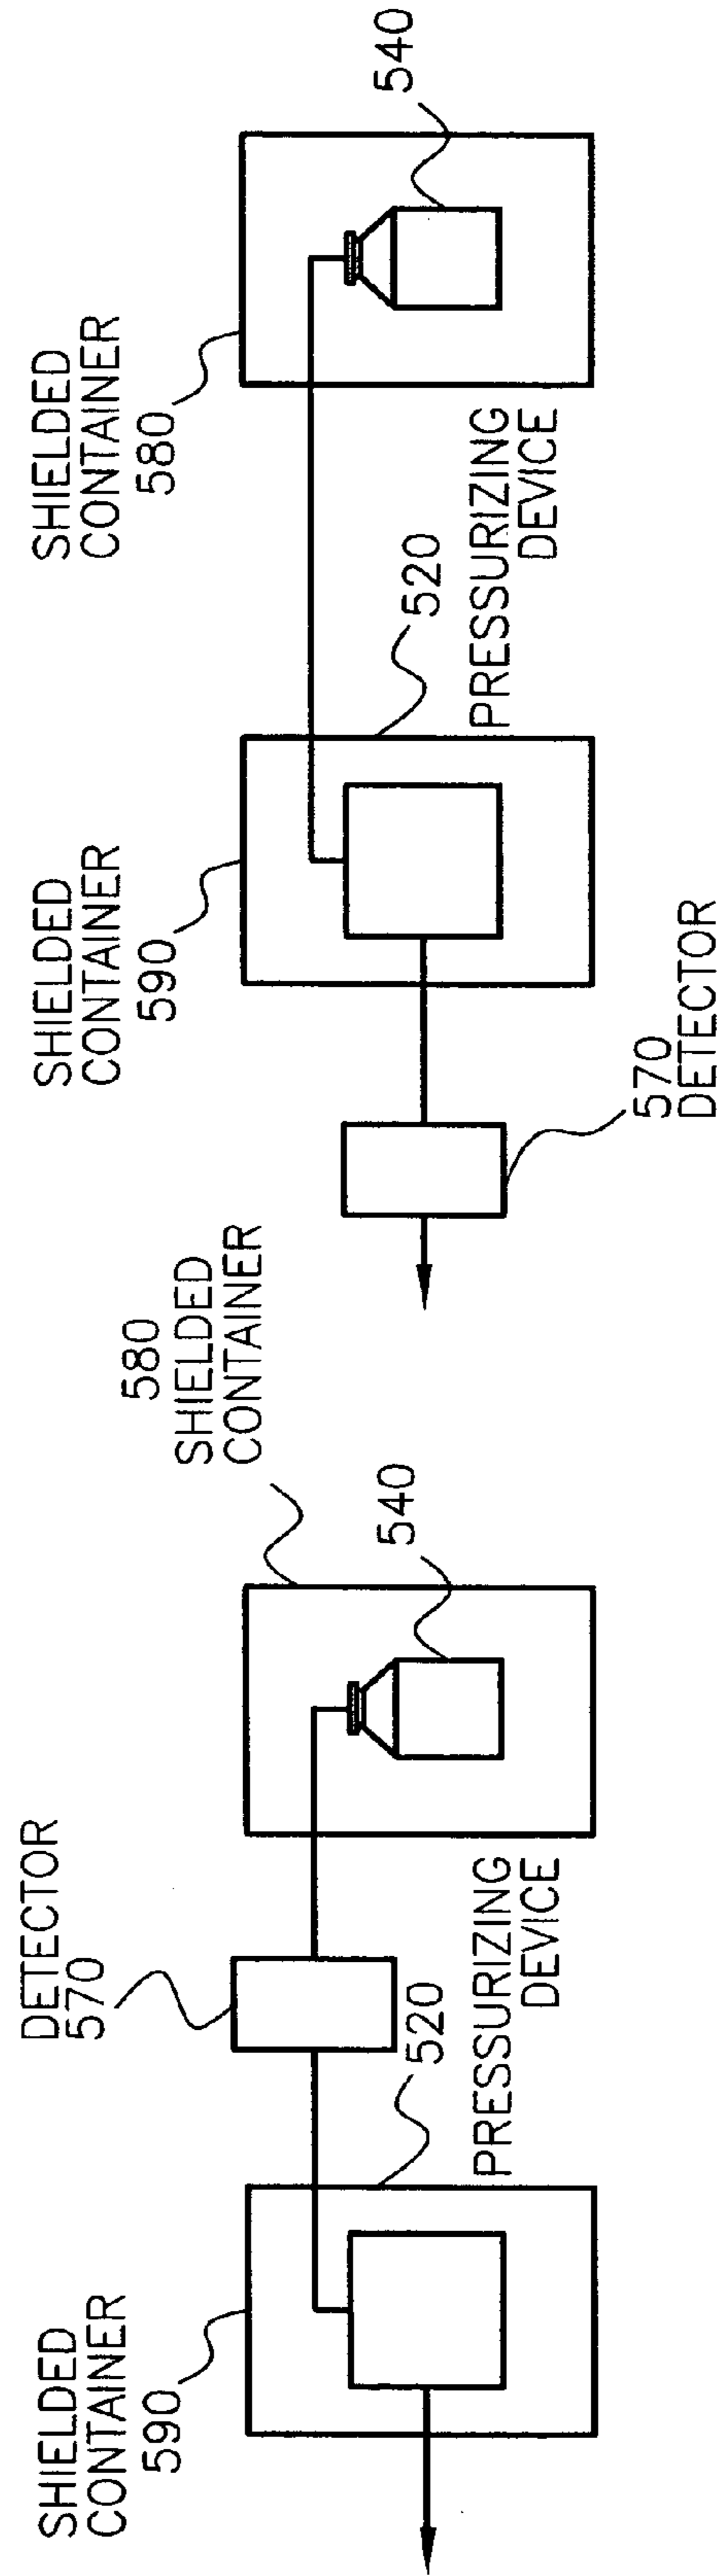 SHIELDED
CONTAINER
590
520
PRESSURIZING
DEVICE
DETECTOR
570
540
580
SHIELDED
CONTAINER
SHIELDED
CONTAINER
590
520
PRESSURIZING
DEVICE
570
DETECTOR
SHIELDED
CONTAINER
580
540